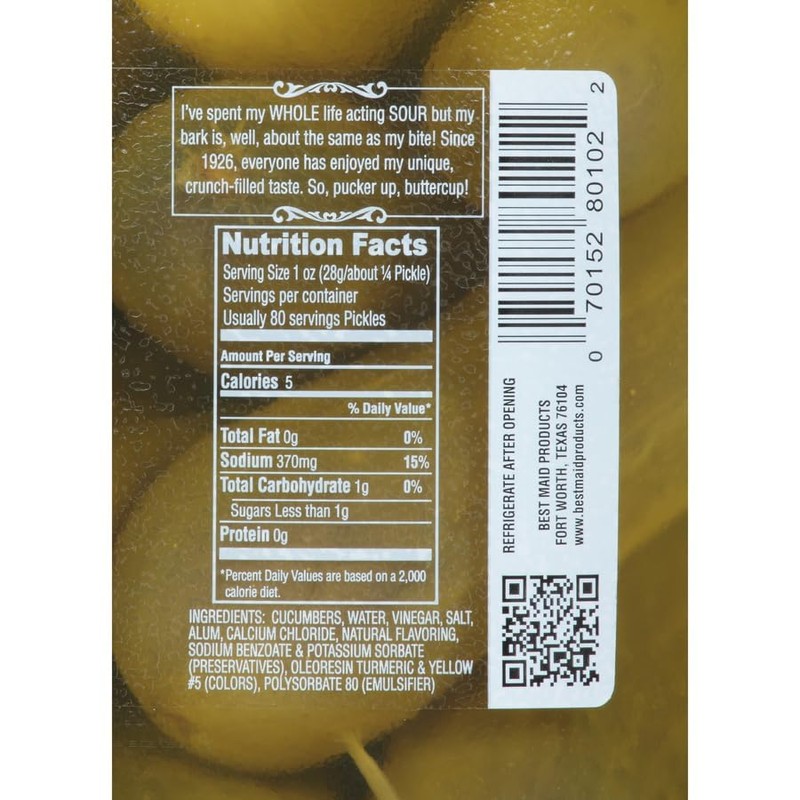 I've spent my WHOLE life acting SOUR but my
bark is, well, about the same as my bite! Since
1926, everyone has enjoyed my unique,
crunch-filled taste. So, pucker up, buttercup!
Nutrition Facts
Serving Size 1 oz (28g/about ¼ Pickle)
Servings per container
Usually 80 servings Pickles
Amount Per Serving
Calories 5
% Daily Value*
Total Fat 0g 0%
Sodium 370mg 15%
Total Carbohydrate 1g 0%
Sugars Less than 1g
Protein 0g
*Percent Daily Values are based on a 2,000
calorie diet.
INGREDIENTS: CUCUMBERS, WATER, VINEGAR, SALT,
ALUM, CALCIUM CHLORIDE, NATURAL FLAVORING,
SODIUM BENZOATE & POTASSIUM SORBATE
(PRESERVATIVES), OLEORESIN TURMERIC & YELLOW
#5 (COLORS), POLYSORBATE 80 (EMULSIFIER)
0 70152 80102 2
REFRIGERATE AFTER OPENING
BEST MAID PRODUCTS
FORT WORTH, TEXAS 76104
www.bestmaidproducts.com